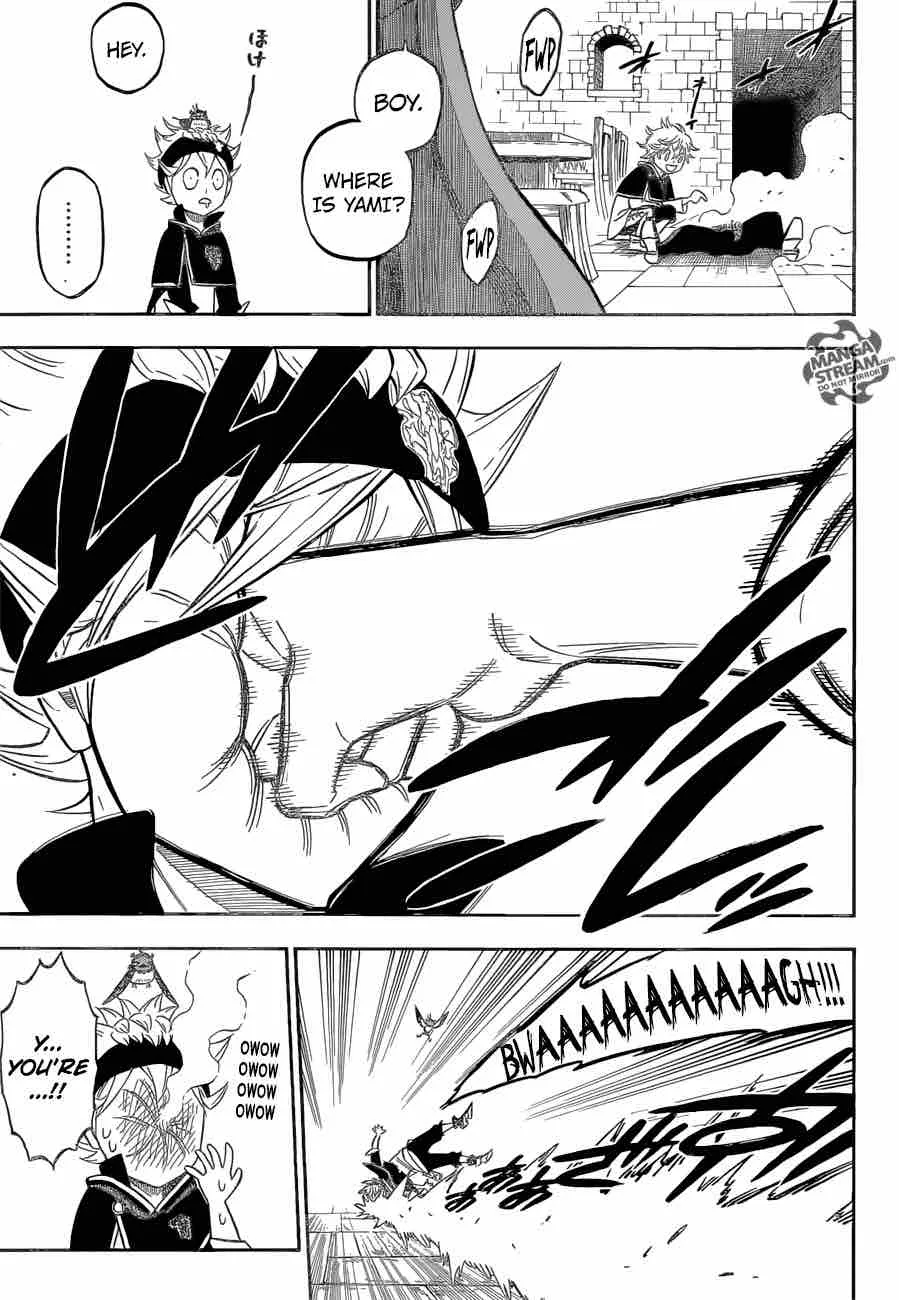 FWP
BOY.
WHERE
IS YAMI?
FWP
HEY.
ほけ
………
MANGA
STREAM.com
DO NOT MIRROR
BWAAAAAAAAAAAGH!!!
OWOW
OWOW
OWOW
OWOW
Y...
YOU'RE
...!!